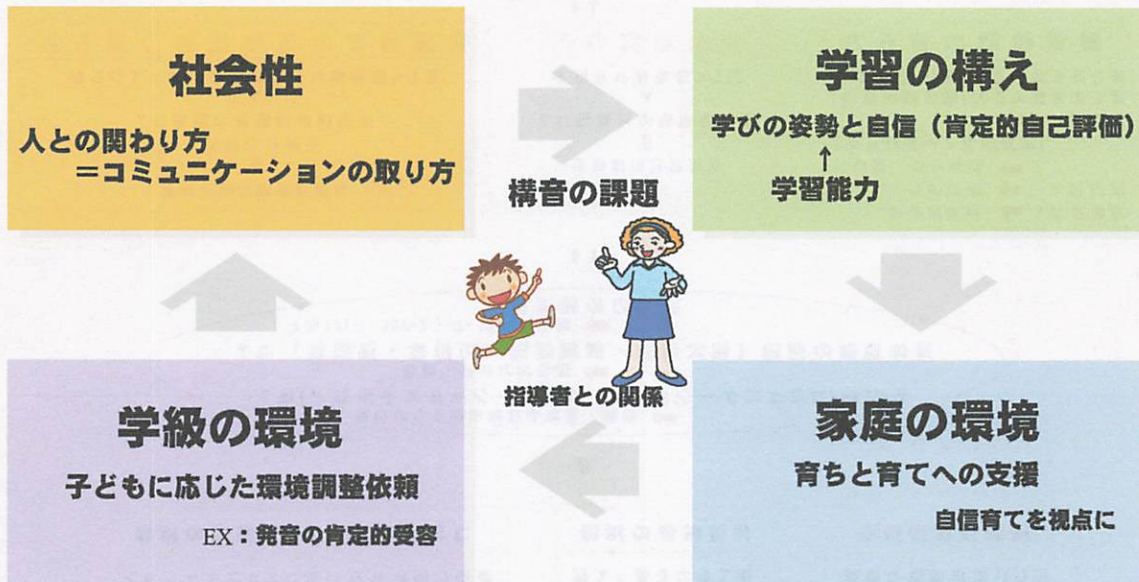 社会性
人との関わり方
＝コミュニケーションの取り方
学習の構え
学びの姿勢と自信（肯定的自己評価）
↑
学習能力
構音の課題
指導者との関係
学級の環境
子どもに応じた環境調整依頼
EX：発音の肯定的受容
家庭の環境
育ちと育てへの支援
自信育てを視点に